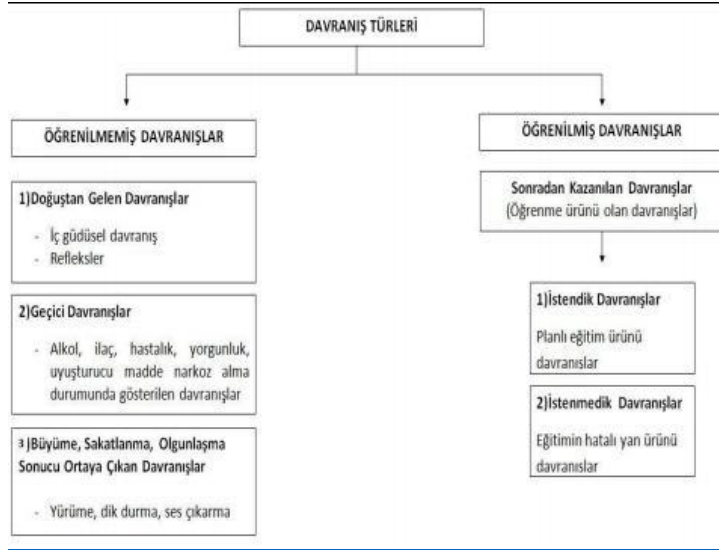 DAVRANIŞ TÜRLERİ
ÖĞRENİLMEMİŞ DAVRANIŞLAR
1)Doğuştan Gelen Davranışlar
- İç güdüsel davranış
- Refleksler
2)Geçici Davranışlar
- Alkol, ilaç, hastalık, yorgunluk,
uyuşturucu madde narkoz alma
durumunda gösterilen davranışlar
3)Büyüme, Sakatlanma, Olgunlaşma
Sonucu Ortaya Çıkan Davranışlar
- Yürüme, dik durma, ses çıkarma
ÖĞRENİLMİŞ DAVRANIŞLAR
Sonradan Kazanılan Davranışlar
(Öğrenme ürünü olan davranışlar)
1)İstendik Davranışlar
Planlı eğitim ürünü
davranışlar
2)İstenmedik Davranışlar
Eğitimin hatalı yan ürünü
davranışlar